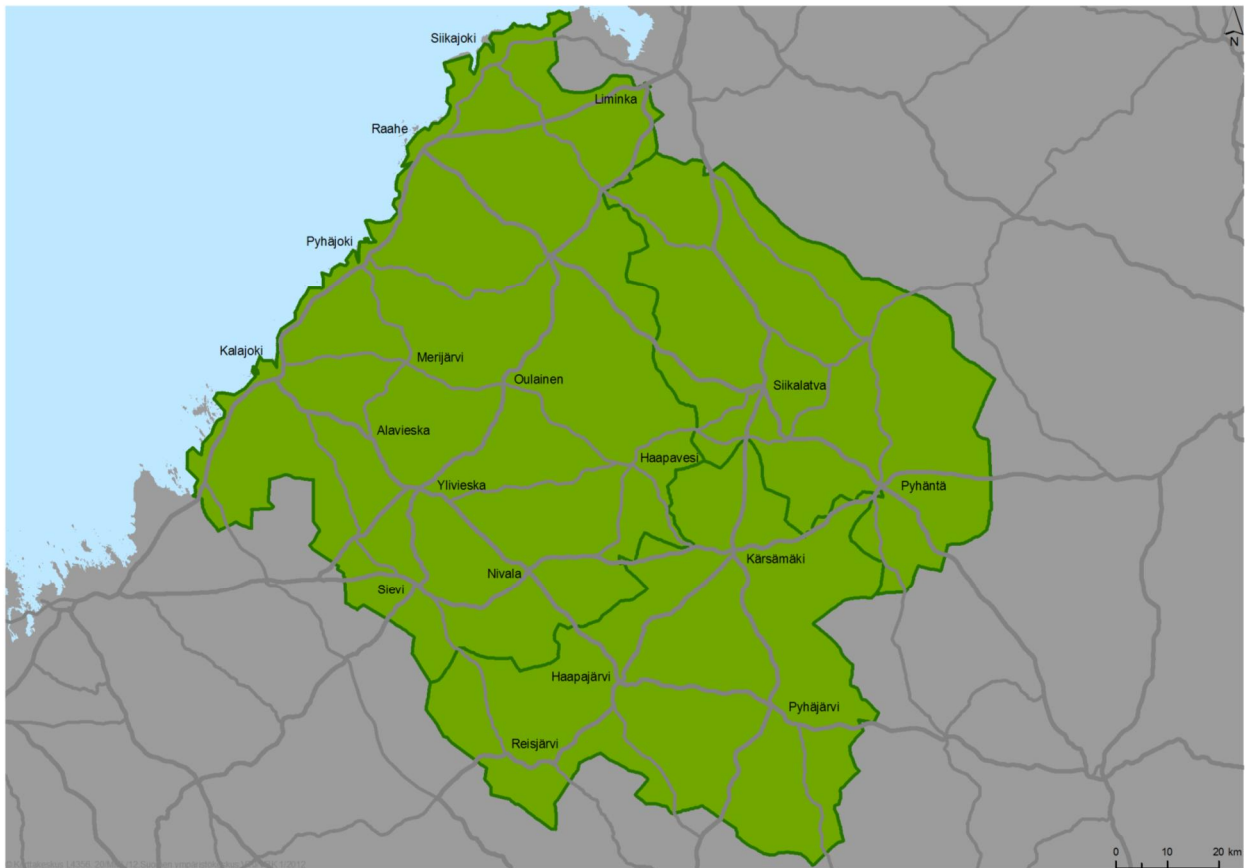 N
Siikajoki
Liminka
Raahe
Pyhäjoki
Kalajoki
Merijärvi
Oulainen
Siikalatva
Alavieska
Haapavesi
Ylivieska
Pyhäntä
Kärsämäki
Nivala
Sievi
Haapajärvi
Pyhäjärvi
Reisjärvi
0 10 20 km